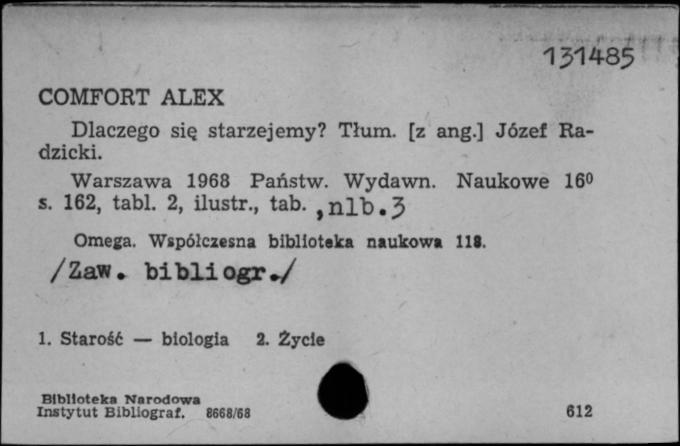 131485
COMFORT ALEX
Dlaczego się starzejemy? Tłum. [z ang.] Józef Ra-
dzicki.
Warszawa 1968 Państw. Wydawn. Naukowe 16⁰
s. 162, tabl. 2, ilustr., tab. ,nlb.3
Omega. Współczesna biblioteka naukowa 118.
/Zaw. bibliogr./
1. Starość — biologia 2. Życie
Biblioteka Narodowa
Instytut Bibliograf. 8668/68 612